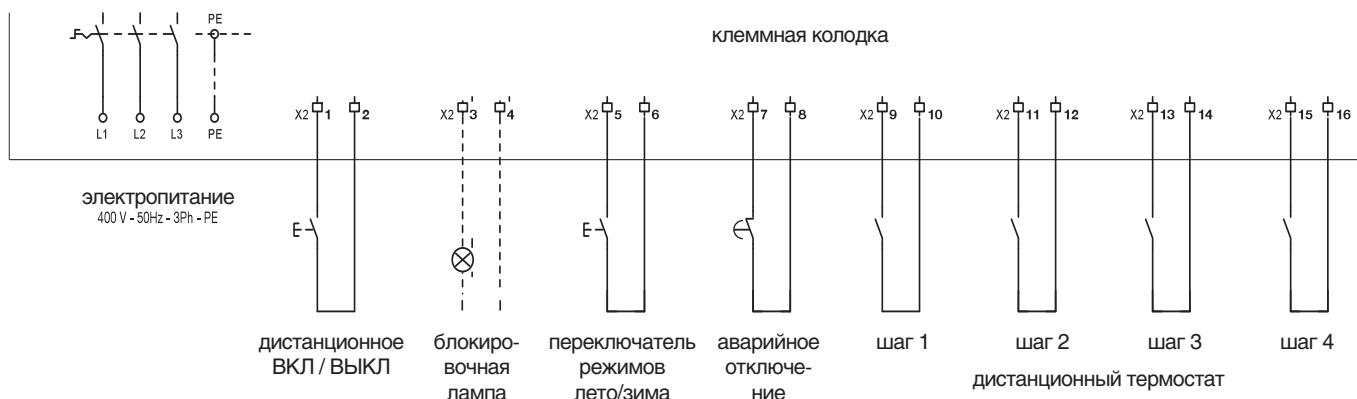 PE
клеммная колодка
X2 1 2 X2 3 4 X2 5 6 X2 7 8 X2 9 10 X2 11 12 X2 13 14 X2 15 16
L1 L2 L3 PE
электропитание
400 V - 50Hz - 3Ph - PE
дистанционное
ВКЛ / ВЫКЛ
блокиро-
вочная
лампа
переключатель
режимов
лето/зима
аварийное
отключе-
ние
шаг 1
шаг 2
шаг 3
шаг 4
дистанционный термостат